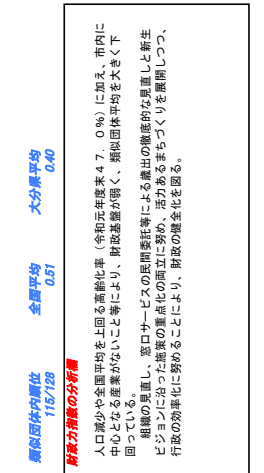 類似団体内順位 全国平均 大分県平均
115/128 0.51 0.40
財政力指数の分析欄
人口減少や全国平均を上回る高齢化率（令和元年度末４７．０％）に加え、市内に
中心となる産業がないこと等により、財政基盤が弱く、類似団体平均を大きく下
回っている。
　組織の見直し、窓口サービスの民間委託等による歳出の徹底的な見直しと新生
ビジョンに沿った施策の重点化の両立に努め、活力あるまちづくりを展開しつつ、
行政の効率化に努めることにより、財政の健全化を図る。